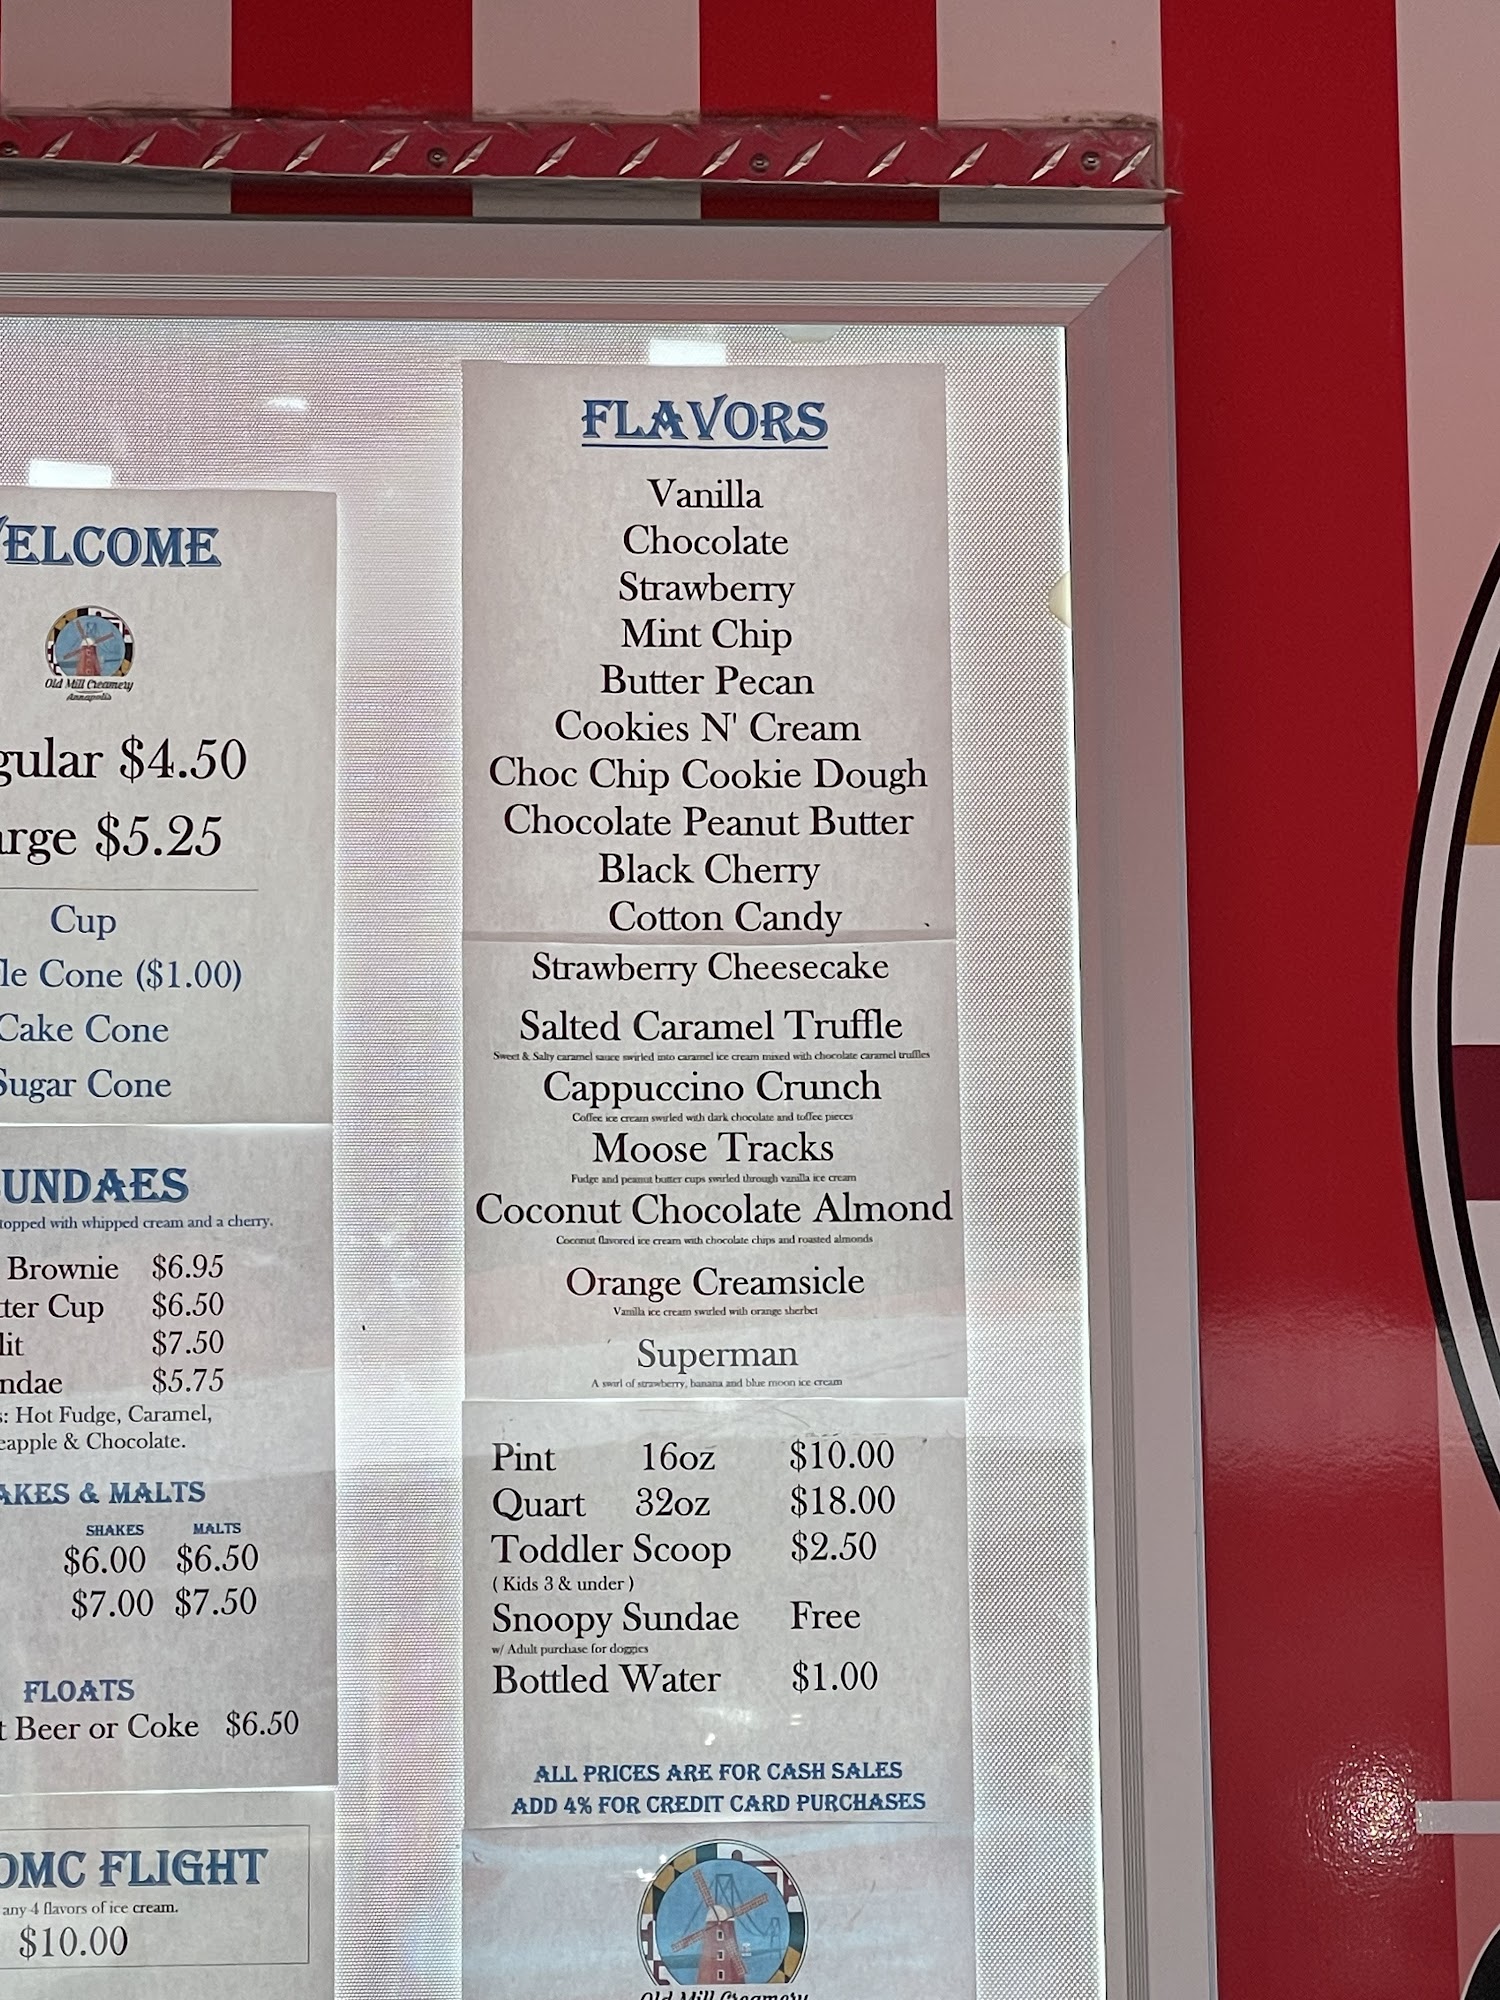 ELCOME
Old Mill Creamery
Annapolis
gular $4.50
arge $5.25
Cup
le Cone ($1.00)
Cake Cone
Sugar Cone
UNDAES
topped with whipped cream and a cherry.
Brownie $6.95
tter Cup $6.50
lit $7.50
ndae $5.75
s: Hot Fudge, Caramel,
eapple & Chocolate.
AKES & MALTS
SHAKES MALTS
$6.00 $6.50
$7.00 $7.50
FLOATS
t Beer or Coke $6.50
OMC FLIGHT
any 4 flavors of ice cream.
$10.00
FLAVORS
Vanilla
Chocolate
Strawberry
Mint Chip
Butter Pecan
Cookies N' Cream
Choc Chip Cookie Dough
Chocolate Peanut Butter
Black Cherry
Cotton Candy
Strawberry Cheesecake
Salted Caramel Truffle
Sweet & Salty caramel sauce swirled into caramel ice cream mixed with chocolate caramel truffles
Cappuccino Crunch
Coffee ice cream swirled with dark chocolate and toffee pieces
Moose Tracks
Fudge and peanut butter cups swirled through vanilla ice cream
Coconut Chocolate Almond
Coconut flavored ice cream with chocolate chips and roasted almonds
Orange Creamsicle
Vanilla ice cream swirled with orange sherbet
Superman
A swirl of strawberry, banana and blue moon ice cream
Pint 16oz $10.00
Quart 32oz $18.00
Toddler Scoop $2.50
( Kids 3 & under )
Snoopy Sundae Free
w/ Adult purchase for doggies
Bottled Water $1.00
ALL PRICES ARE FOR CASH SALES
ADD 4% FOR CREDIT CARD PURCHASES
Old Mill Creamery